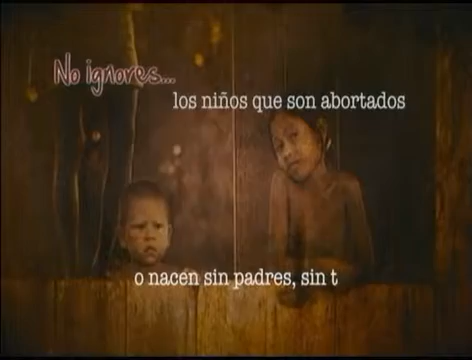 No ignores...
los niños que son abortados
o nacen sin padres, sin t